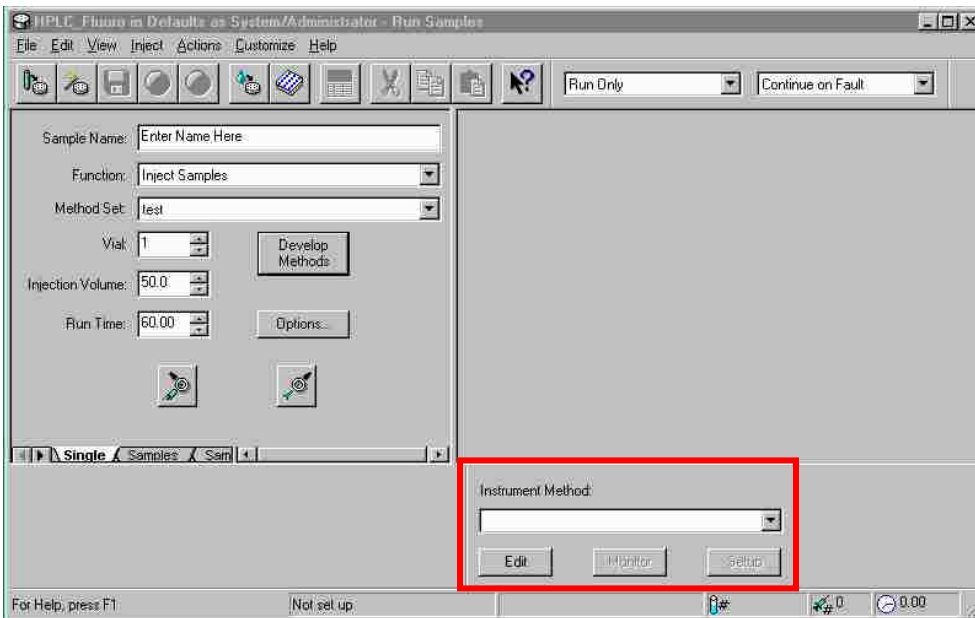 HPLC_Fluoro in Defaults as System/Administrator - Run Samples
File Edit View Inject Actions Customize Help
Run Only
Continue on Fault
Sample Name: Enter Name Here
Function: Inject Samples
Method Set: test
Vial: 1
Develop Methods
Injection Volume: 50.0
Run Time: 60.00
Options...
Single Samples Sam
Instrument Method:
Edit Monitor Setup
For Help, press F1
Not set up
#
# 0
0.00